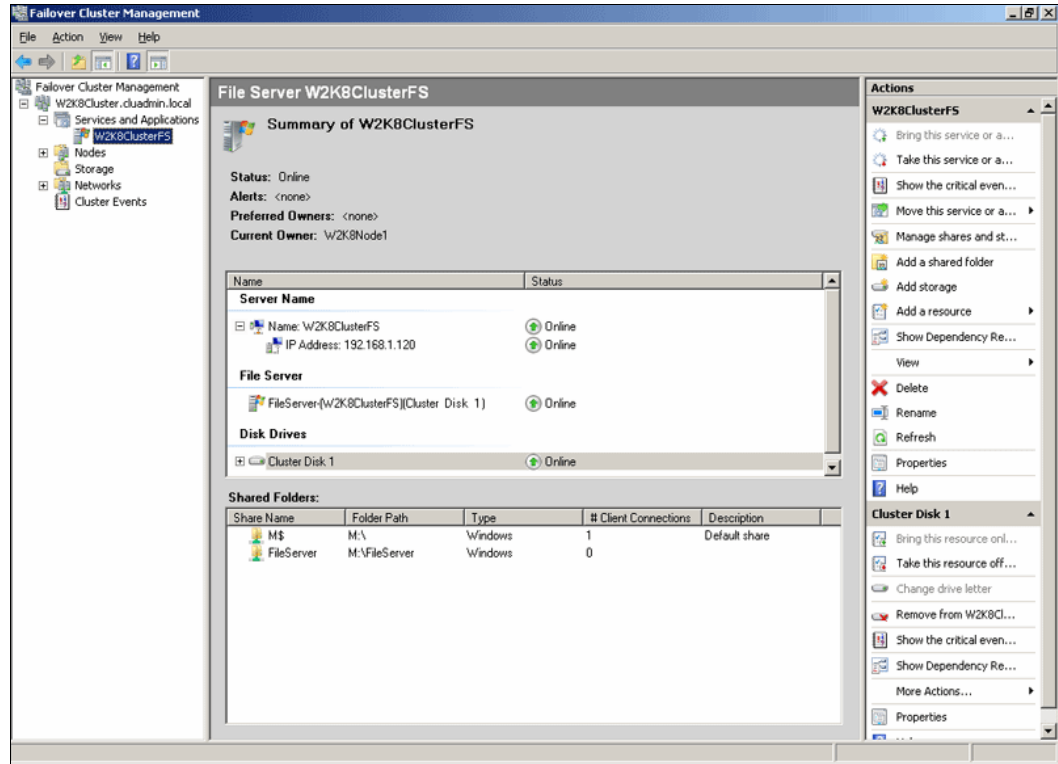 Failover Cluster Management
File Action View Help
Failover Cluster Management
W2K8Cluster.cluadmin.local
Services and Applications
W2K8ClusterFS
Nodes
Storage
Networks
Cluster Events
File Server W2K8ClusterFS
Summary of W2K8ClusterFS
Status: Online
Alerts: <none>
Preferred Owners: <none>
Current Owner: W2K8Node1
Name Status
Server Name
Name: W2K8ClusterFS Online
IP Address: 192.168.1.120 Online
File Server
FileServer-(W2K8ClusterFS)(Cluster Disk 1) Online
Disk Drives
Cluster Disk 1 Online
Shared Folders:
Share Name Folder Path Type # Client Connections Description
M$ M:\ Windows 1 Default share
FileServer M:\FileServer Windows 0
Actions
W2K8ClusterFS
Bring this service or a...
Take this service or a...
Show the critical even...
Move this service or a...
Manage shares and st...
Add a shared folder
Add storage
Add a resource
Show Dependency Re...
View
Delete
Rename
Refresh
Properties
Help
Cluster Disk 1
Bring this resource onl...
Take this resource off...
Change drive letter
Remove from W2K8Cl...
Show the critical even...
Show Dependency Re...
More Actions...
Properties